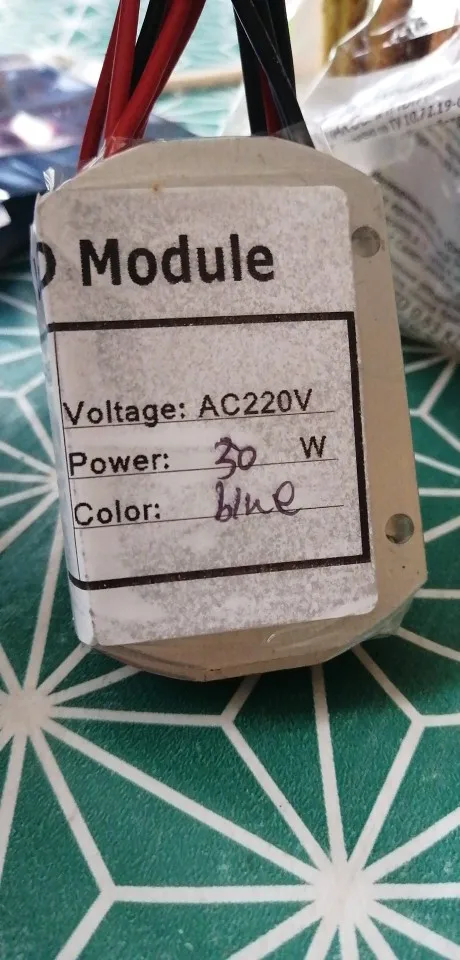 D Module
Voltage: AC220V
Power: 30 W
Color: blue